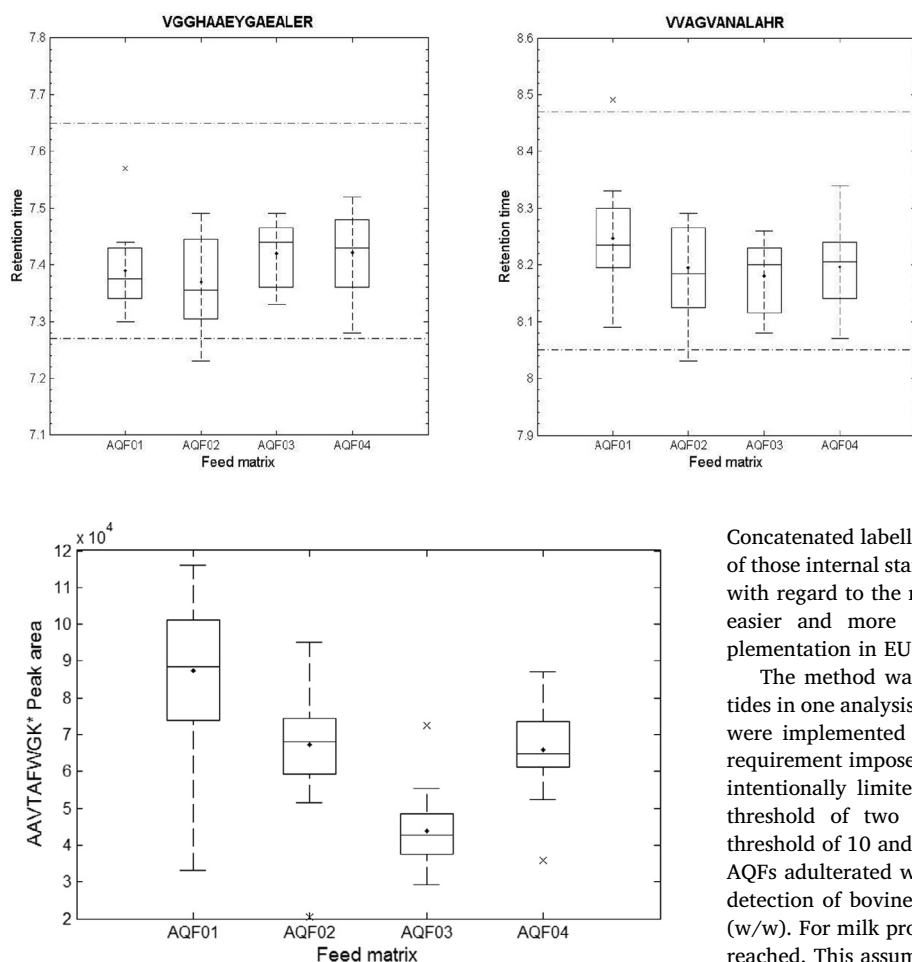 VGGHAAEYGAEALER
7.8
7.7
7.6
7.5
7.4
7.3
7.2
7.1
Retention time
AQF01 AQF02 AQF03 AQF04
Feed matrix
VVAGVANALAHR
8.6
8.5
8.4
8.3
8.2
8.1
8
7.9
Retention time
AQF01 AQF02 AQF03 AQF04
Feed matrix
x 10⁴
12
11
10
9
8
7
6
5
4
3
2
AAVTAFWGK* Peak area
AQF01 AQF02 AQF03 AQF04
Feed matrix
Concatenated labell
of those internal sta
with regard to the
easier and more
plementation in EU
The method wa
tides in one analysis
were implemented
requirement impose
intentionally limite
threshold of two
threshold of 10 and
AQFs adulterated w
detection of bovine
(w/w). For milk pro
reached. This assum